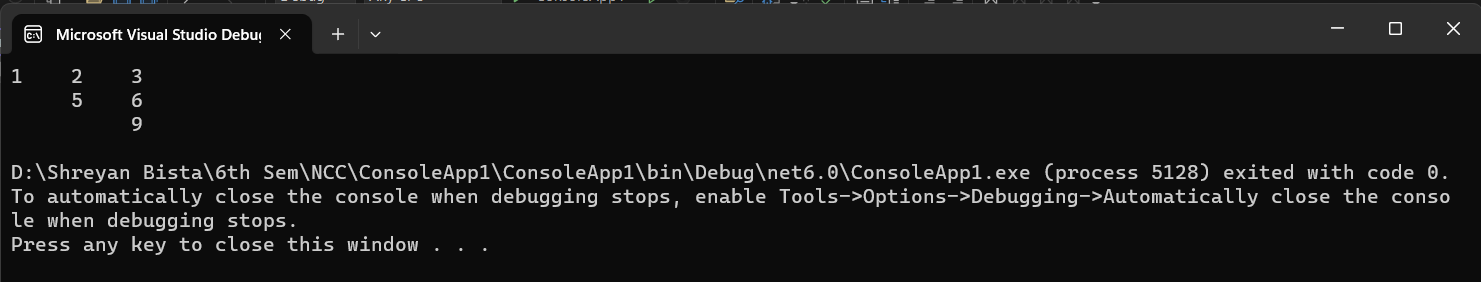 Microsoft Visual Studio Debug
1    2    3
     5    6
          9
D:\Shreyan Bista\6th Sem\NCC\ConsoleApp1\ConsoleApp1\bin\Debug\net6.0\ConsoleApp1.exe (process 5128) exited with code 0.
To automatically close the console when debugging stops, enable Tools->Options->Debugging->Automatically close the conso
le when debugging stops.
Press any key to close this window . . .